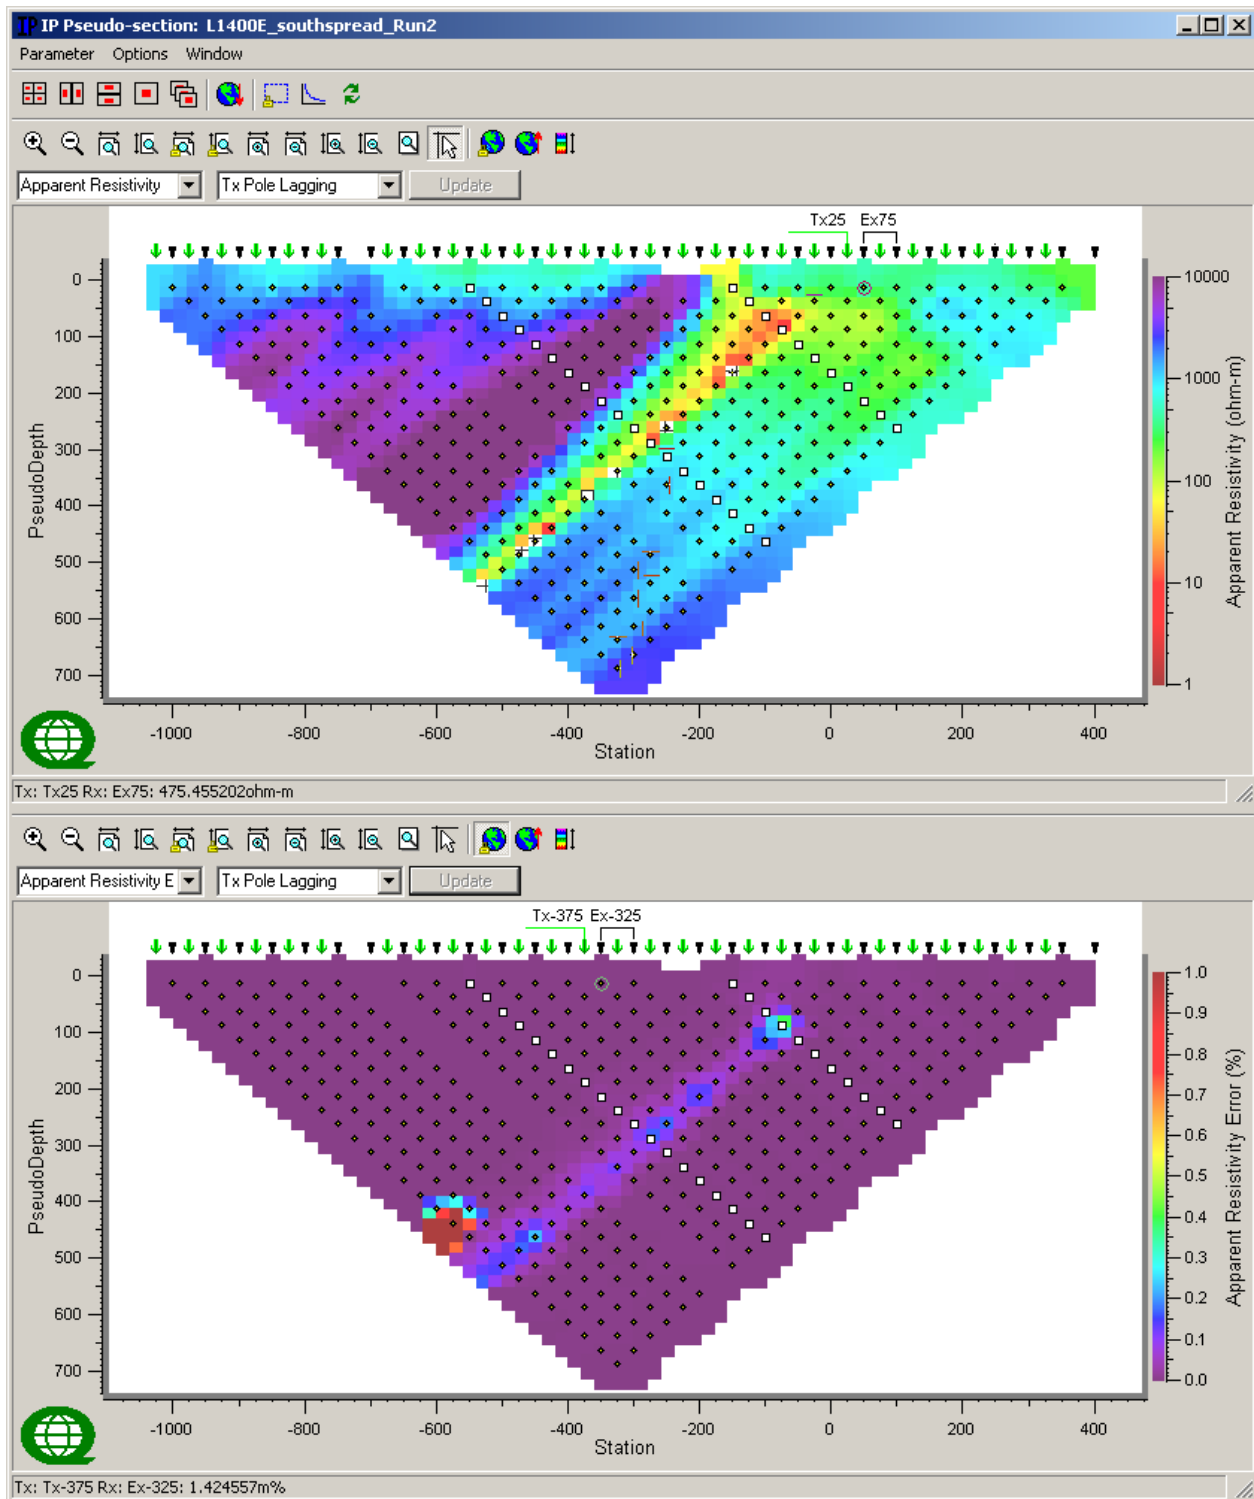 IP IP Pseudo-section: L1400E_southspread_Run2
Parameter Options Window
Apparent Resistivity Tx Pole Lagging Update
Tx25 Ex75
0
100
200
300
400
500
600
700
PseudoDepth
-1000 -800 -600 -400 -200 0 200 400
Station
10000
1000
100
10
1
Apparent Resistivity (ohm-m)
Tx: Tx25 Rx: Ex75: 475.455202ohm-m
Apparent Resistivity E Tx Pole Lagging Update
Tx-375 Ex-325
0
100
200
300
400
500
600
700
PseudoDepth
-1000 -800 -600 -400 -200 0 200 400
Station
1.0
0.9
0.8
0.7
0.6
0.5
0.4
0.3
0.2
0.1
0.0
Apparent Resistivity Error (%)
Tx: Tx-375 Rx: Ex-325: 1.424557m%